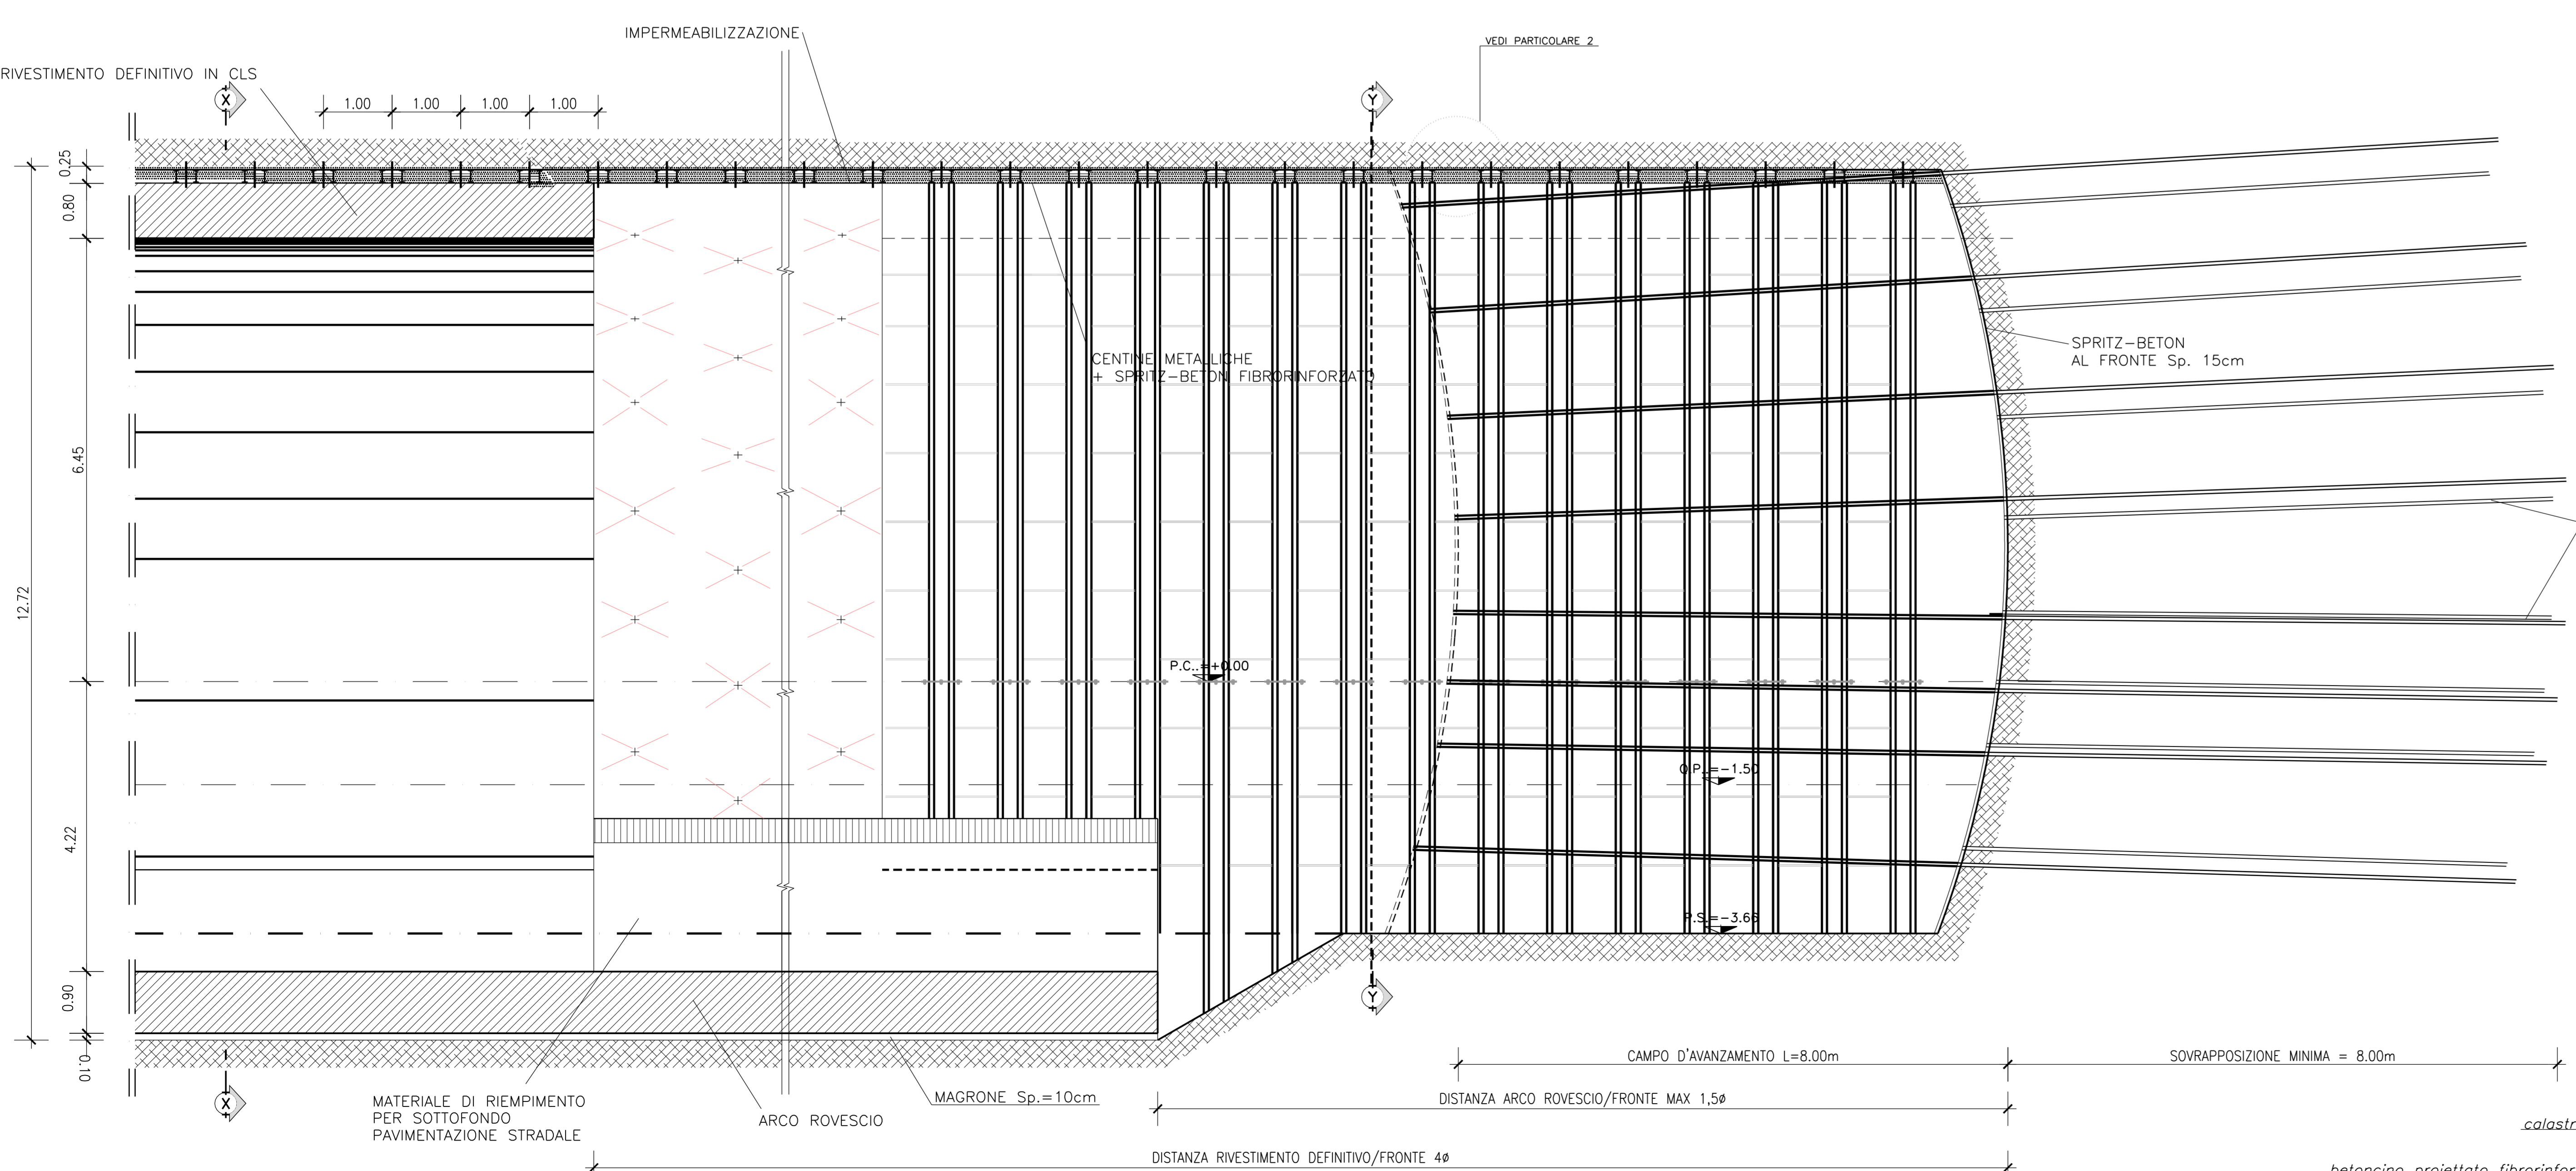 IMPERMEABILIZZAZIONE
VEDI PARTICOLARE 2
RIVESTIMENTO DEFINITIVO IN CLS
X
Y
1.00 1.00 1.00 1.00
0.25
0.80
6.45
12.72
4.22
0.90
0.10
CENTINE METALLICHE
+ SPRITZ-BETON FIBRORINFORZATO
SPRITZ-BETON
AL FRONTE Sp. 15cm
P.C..=+0.00
Q.P..=-1.50
P.S.=-3.66
X
Y
CAMPO D'AVANZAMENTO L=8.00m
SOVRAPPOSIZIONE MINIMA = 8.00m
MATERIALE DI RIEMPIMENTO
PER SOTTOFONDO
PAVIMENTAZIONE STRADALE
MAGRONE Sp.=10cm
ARCO ROVESCIO
DISTANZA ARCO ROVESCIO/FRONTE MAX 1,5ø
DISTANZA RIVESTIMENTO DEFINITIVO/FRONTE 4ø
calastr
betoncino proiettato fibrorinfor